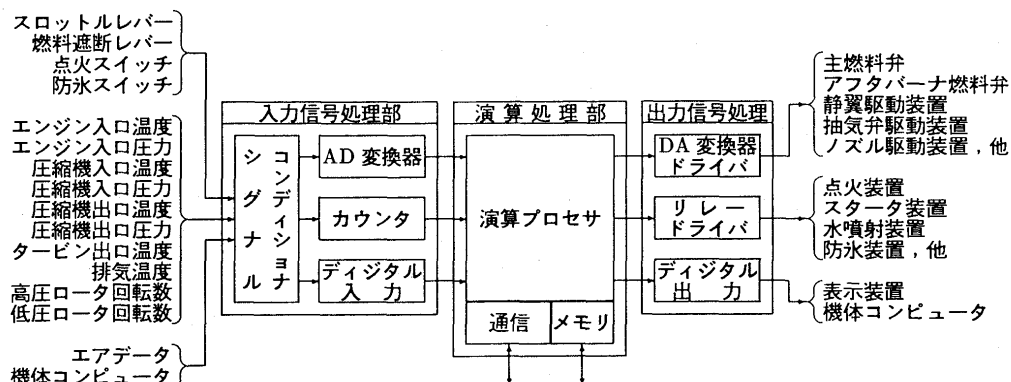 スロットルレバー
燃料遮断レバー
点火スイッチ
防氷スイッチ
エンジン入口温度
エンジン入口圧力
圧縮機入口温度
圧縮機入口圧力
圧縮機出口温度
圧縮機出口圧力
タービン出口温度
排気温度
高圧ロータ回転数
低圧ロータ回転数
エアデータ
機体コンピュータ
入力信号処理部
シグナル
コンディショナ
AD変換器
カウンタ
ディジタル
入力
演算処理部
演算プロセサ
通信
メモリ
出力信号処理
DA変換器
ドライバ
リレー
ドライバ
ディジタル
出力
主燃料弁
アフタバーナ燃料弁
静翼駆動装置
抽気弁駆動装置
ノズル駆動装置,他
点火装置
スタータ装置
水噴射装置
防氷装置,他
表示装置
機体コンピュータ